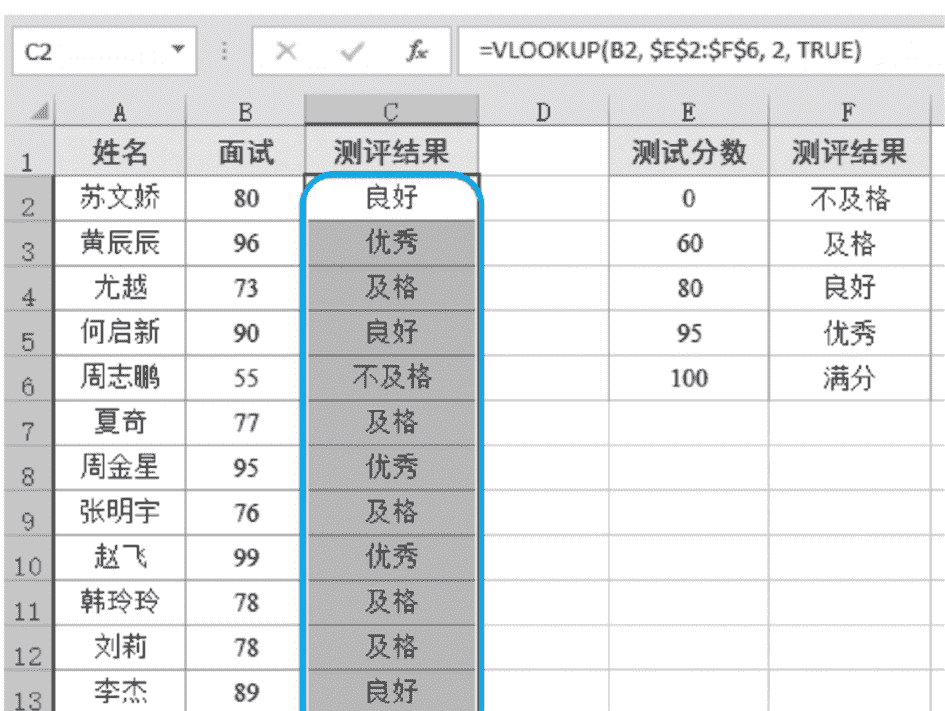 C2 fx =VLOOKUP(B2, $E$2:$F$6, 2, TRUE)
A B C D E F
1 姓名 面试 测评结果 测试分数 测评结果
2 苏文娇 80 良好 0 不及格
3 黄辰辰 96 优秀 60 及格
4 尤越 73 及格 80 良好
5 何启新 90 良好 95 优秀
6 周志鹏 55 不及格 100 满分
7 夏奇 77 及格
8 周金星 95 优秀
9 张明宇 76 及格
10 赵飞 99 优秀
11 韩玲玲 78 及格
12 刘莉 78 及格
13 李杰 89 良好